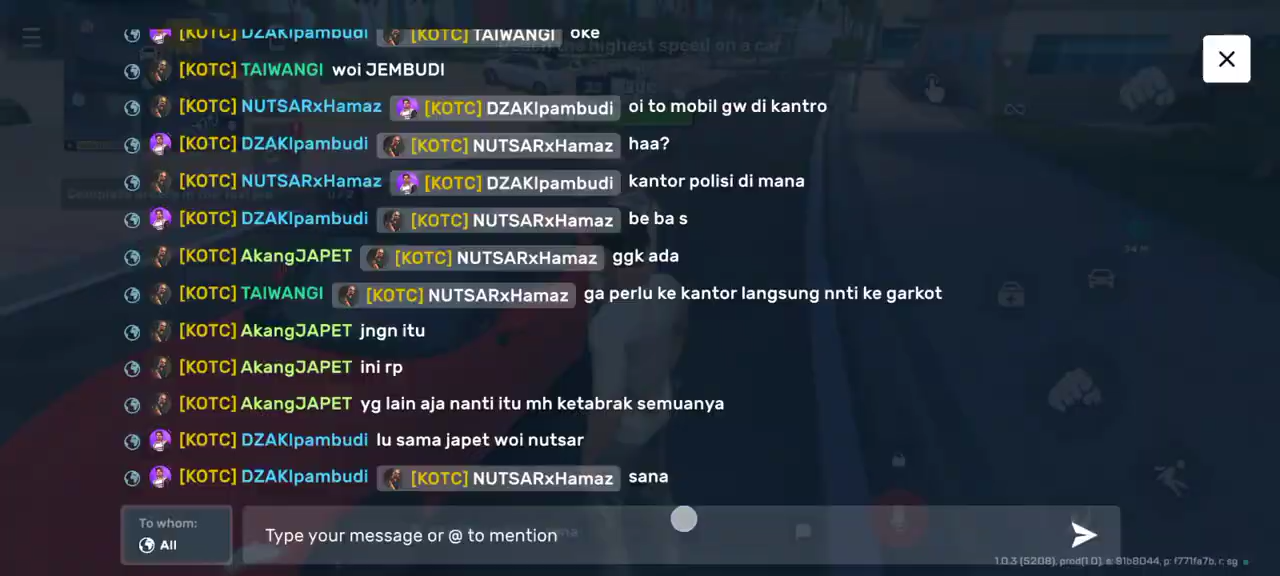 [KOTC] DZAKIpambudi [KOTC] TAIWANGI oke
[KOTC] TAIWANGI woi JEMBUDI
[KOTC] NUTSARxHamaz [KOTC] DZAKIpambudi oi to mobil gw di kantro
[KOTC] DZAKIpambudi [KOTC] NUTSARxHamaz haa?
[KOTC] NUTSARxHamaz [KOTC] DZAKIpambudi kantor polisi di mana
[KOTC] DZAKIpambudi [KOTC] NUTSARxHamaz be ba s
[KOTC] AkangJAPET [KOTC] NUTSARxHamaz ggk ada
[KOTC] TAIWANGI [KOTC] NUTSARxHamaz ga perlu ke kantor langsung nnti ke garkot
[KOTC] AkangJAPET jngn itu
[KOTC] AkangJAPET ini rp
[KOTC] AkangJAPET yg lain aja nanti itu mh ketabrak semuanya
[KOTC] DZAKIpambudi lu sama japet woi nutsar
[KOTC] DZAKIpambudi [KOTC] NUTSARxHamaz sana
To whom:
All
Type your message or @ to mention
1.0.3 (5208), prod(1.0), s: 91b8044, p: f771fa7b, r: sg